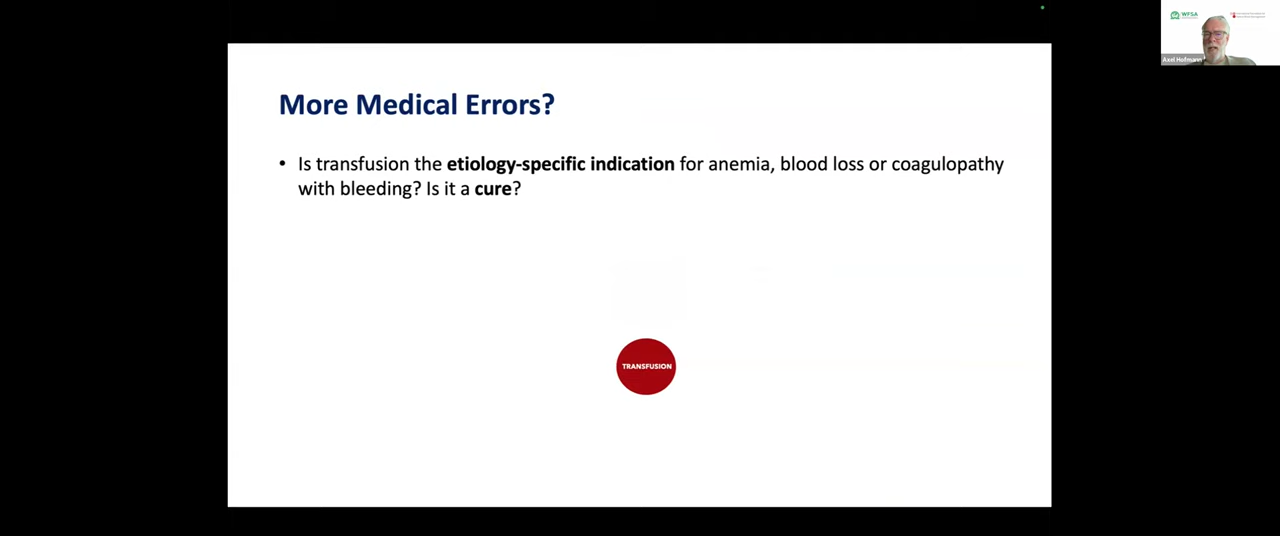 WFSA
Axel Hofmann
More Medical Errors?
• Is transfusion the etiology-specific indication for anemia, blood loss or coagulopathy
with bleeding? Is it a cure?
TRANSFUSION